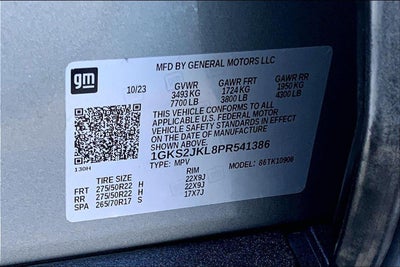 gm
MFD BY GENERAL MOTORS LLC
10/23 GVWR GAWR FRT GAWR RR
3493 KG 1724 KG 1950 KG
7700 LB 3800 LB 4300 LB
THIS VEHICLE CONFORMS TO ALL
APPLICABLE U.S. FEDERAL MOTOR
VEHICLE SAFETY STANDARDS IN EFFECT
ON THE DATE OF MANUFACTURE
SHOWN ABOVE.
1GKS2JKL8PR541386
130H TYPE: MPV MODEL: 86TK10906
TIRE SIZE RIM
FRT 275/50R22 H 22X9J
RR 275/50R22 H 22X9J
SPA 265/70R17 S 17X7J